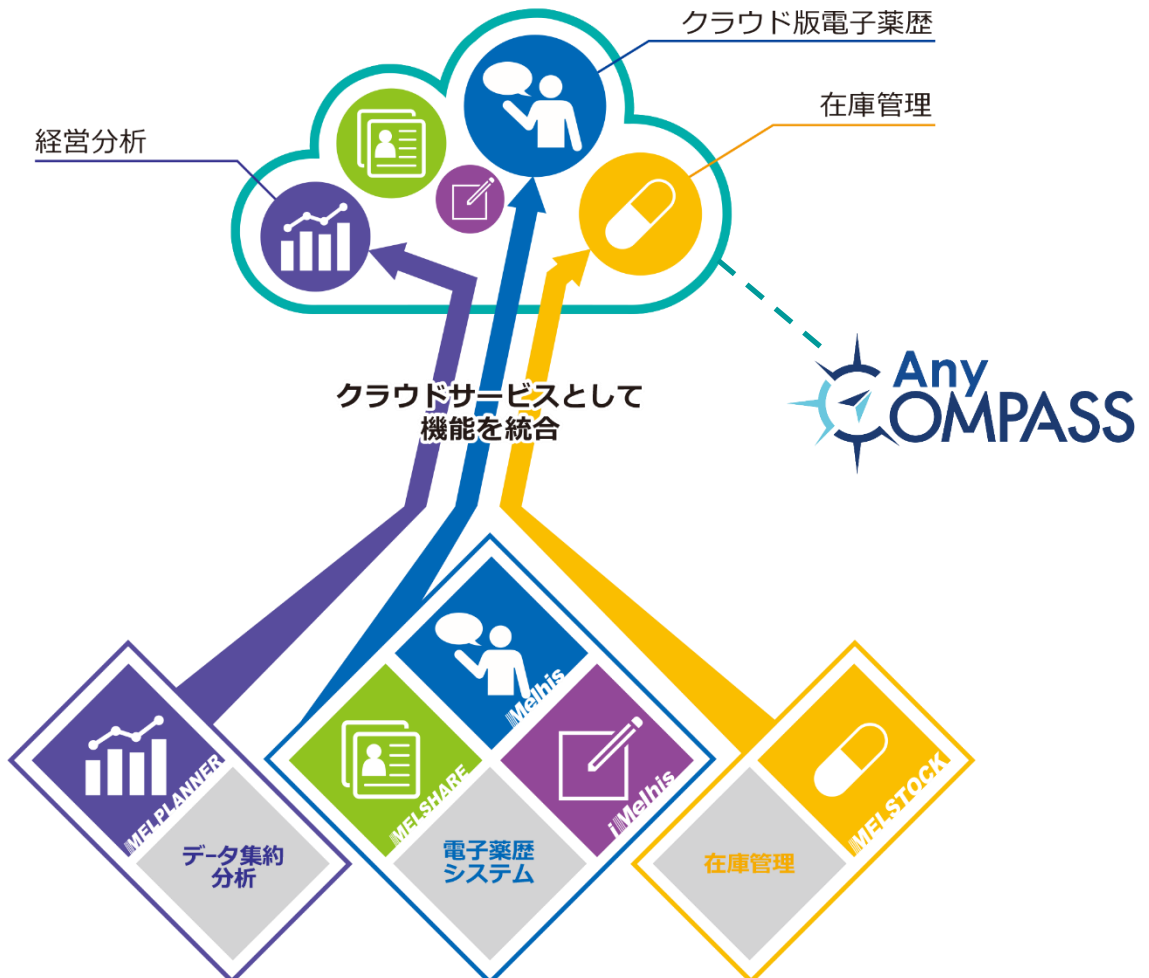 クラウド版電子薬歴
在庫管理
経営分析
Any
COMPASS
クラウドサービスとして
機能を統合
Melhis
MELPLANNER
MELSHARE
iMelhis
MELSTOCK
データ集約
分析
電子薬歴
システム
在庫管理